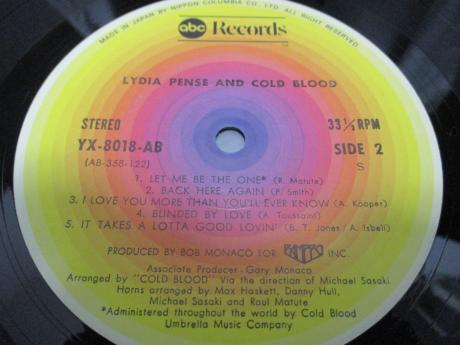 MADE IN JAPAN BY NIPPON COLUMBIA CO., LTD. ALL RIGHT RESERVED
abc Records
LYDIA PENSE AND COLD BLOOD
STEREO 33 1/3 RPM
YX-8018-AB SIDE 2
(AB-358-122) S
1. LET ME BE THE ONE* (R. Matute)
2. BACK HERE AGAIN (P. Smith)
3. I LOVE YOU MORE THAN YOU'LL EVER KNOW (A. Kooper)
4. BLINDED BY LOVE (A. Toussaint)
5. IT TAKES A LOTTA GOOD LOVIN' (B. T. Jones / A. Isbell)
PRODUCED BY BOB MONACO FOR INC.
Associate Producer - Gary Monaco
Arranged by "COLD BLOOD" Via the direction of Michael Sasaki
Horns arranged by Max Haskett, Danny Hull,
Michael Sasaki and Raul Matute
*Administered throughout the world by Cold Blood
Umbrella Music Company